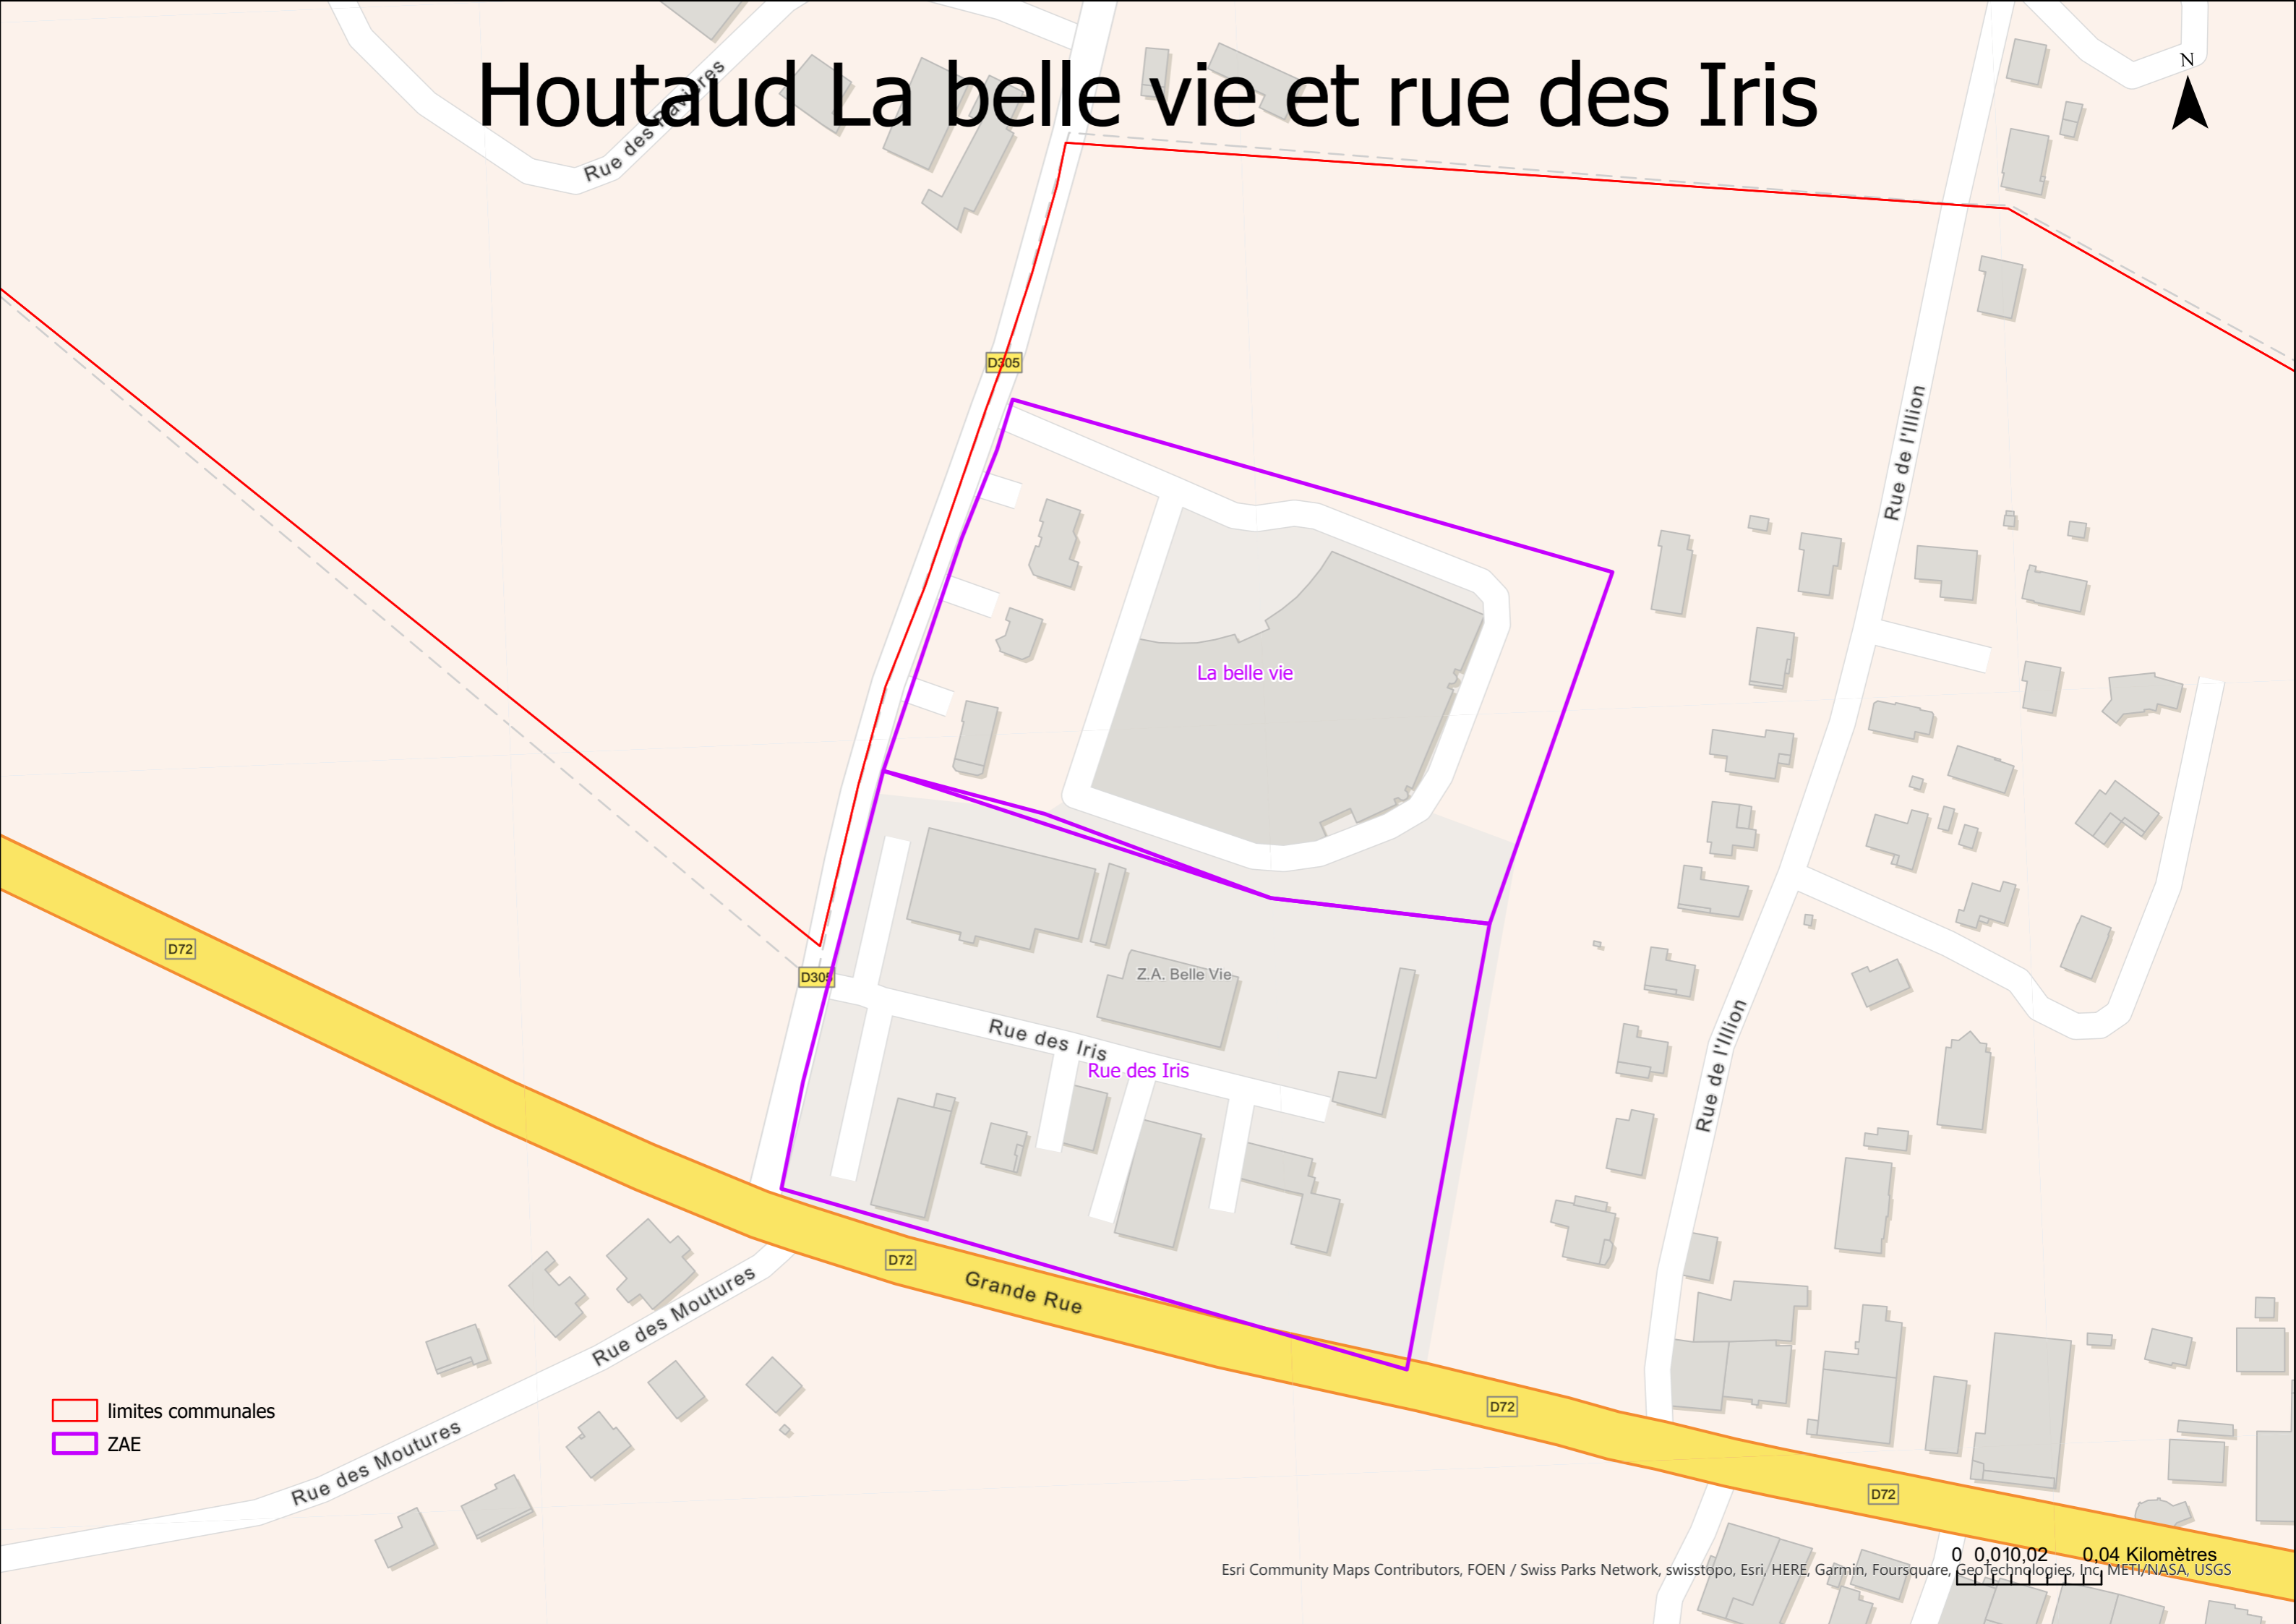 Houtaud La belle vie et rue des Iris
N
Rue des
D305
Rue de l'Illion
La belle vie
D72
D305
Z.A. Belle Vie
Rue des Iris
Rue des Iris
Rue de l'Illion
D72
Grande Rue
Rue des Moutures
D72
limites communales
ZAE
Rue des Moutures
D72
0 0,010,02 0,04 Kilomètres
Esri Community Maps Contributors, FOEN / Swiss Parks Network, swisstopo, Esri, HERE, Garmin, Foursquare, GeoTechnologies, Inc, METI/NASA, USGS